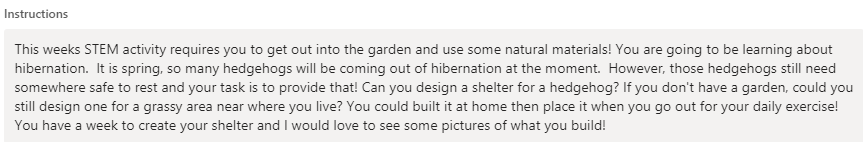 Instructions
This weeks STEM activity requires you to get out into the garden and use some natural materials! You are going to be learning about
hibernation.  It is spring, so many hedgehogs will be coming out of hibernation at the moment.  However, those hedgehogs still need
somewhere safe to rest and your task is to provide that! Can you design a shelter for a hedgehog? If you don't have a garden, could you
still design one for a grassy area near where you live? You could built it at home then place it when you go out for your daily exercise!
You have a week to create your shelter and I would love to see some pictures of what you build!